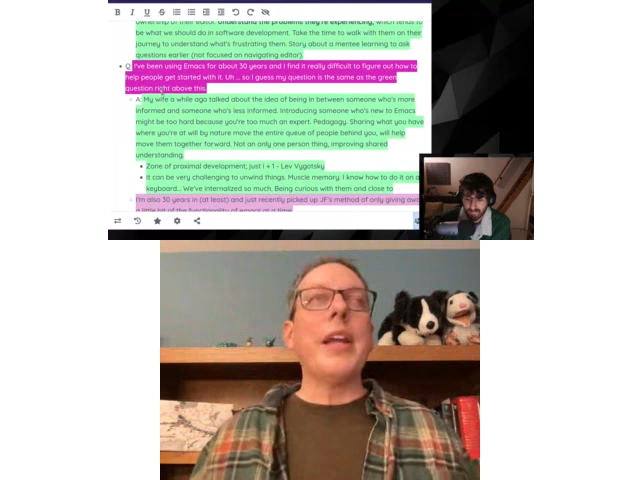 ownership of their editor. Understand the problems they're experiencing, which tends to
be what we should do in software development. Take the time to walk with them on their
journey to understand what's frustrating them. Story about a meritee learning to ask
questions earlier (not focused on navigating editor).
Q: I've been using Emacs for about 30 years and I find it really difficult to figure out how to
help people get started with it. Uh ... so I guess my question is the same as the green
question right above this.
A: My wife a while ago talked about the idea of being in between someone who's more
informed and someone who's less informed. Introducing someone who's new to Emacs
might be too hard because you're too much an expert. Pedagogy. Sharing what you have
where you're at will by nature move the entire queue of people behind you, will help
move them together forward. Not an only one person thing, improving shared
understanding.
Zone of proximal development; just i + 1 - Lev Vygotsky
It can be very challenging to unwind things. Muscle memory. I know how to do it on a
keyboard... We've internalized so much, Being curious with them and close to
I'm also 30 years in (at least) and just recently picked up JF's method of only giving awa
a little bit of the functionality of emacs at a time